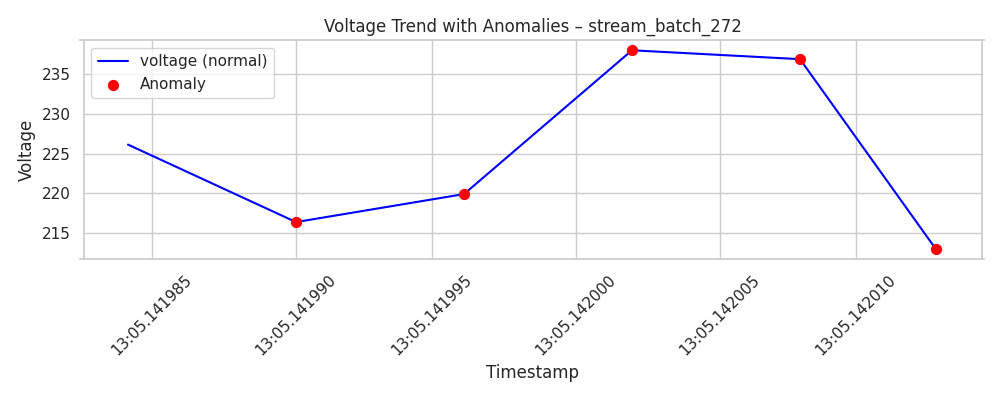 Voltage Trend with Anomalies – stream_batch_272
voltage (normal)
Anomaly
Voltage
235
230
225
220
215
13:05.141985
13:05.141990
13:05.141995
13:05.142000
13:05.142005
13:05.142010
Timestamp